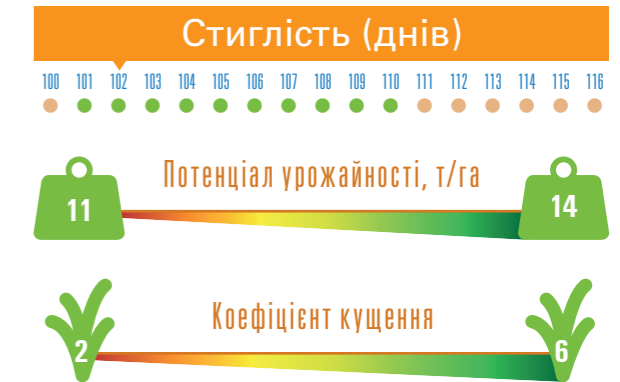 Стиглість (днів)
100 101 102 103 104 105 106 107 108 109 110 111 112 113 114 115 116
Потенціал урожайності, т/га
11 14
Коефіцієнт кущення
2 6